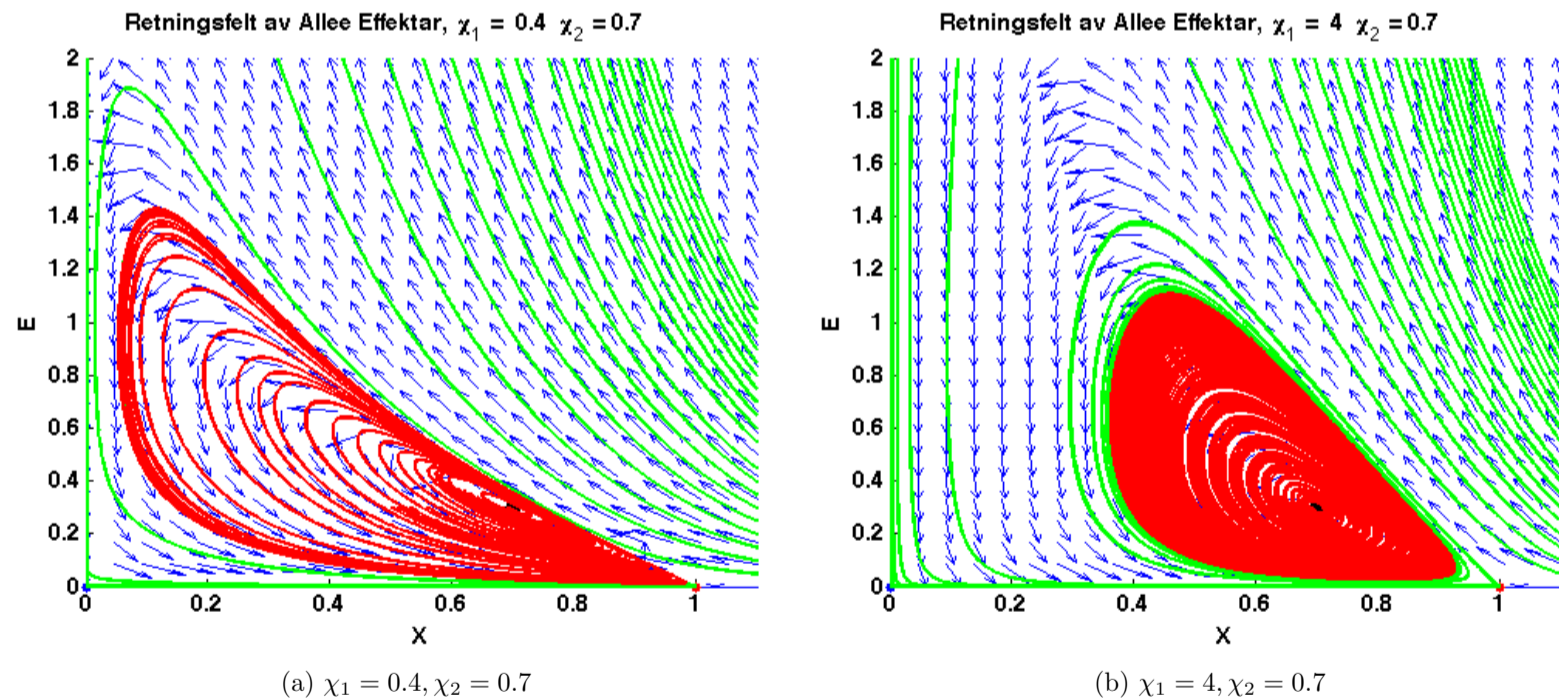 Retningsfelt av Allee Effektar, χ₁ = 0.4 χ₂ = 0.7
2
1.8
1.6
1.4
1.2
1
0.8
0.6
0.4
0.2
0
E
0 0.2 0.4 0.6 0.8 1
X
(a) χ₁ = 0.4, χ₂ = 0.7
Retningsfelt av Allee Effektar, χ₁ = 4 χ₂ = 0.7
2
1.8
1.6
1.4
1.2
1
0.8
0.6
0.4
0.2
0
E
0 0.2 0.4 0.6 0.8 1
X
(b) χ₁ = 4, χ₂ = 0.7